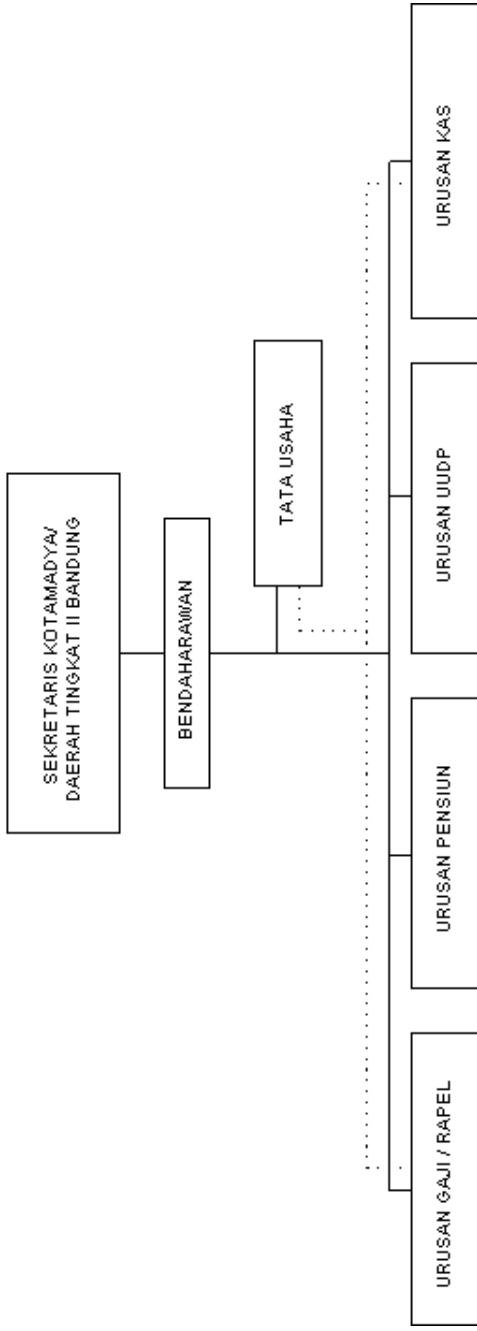 SEKRETARIS KOTAMADYA/
DAERAH TINGKAT II BANDUNG
BENDAHARAWAN
TATA USAHA
URUSAN GAJI / RAPEL
URUSAN PENSIUN
URUSAN UUDP
URUSAN KAS